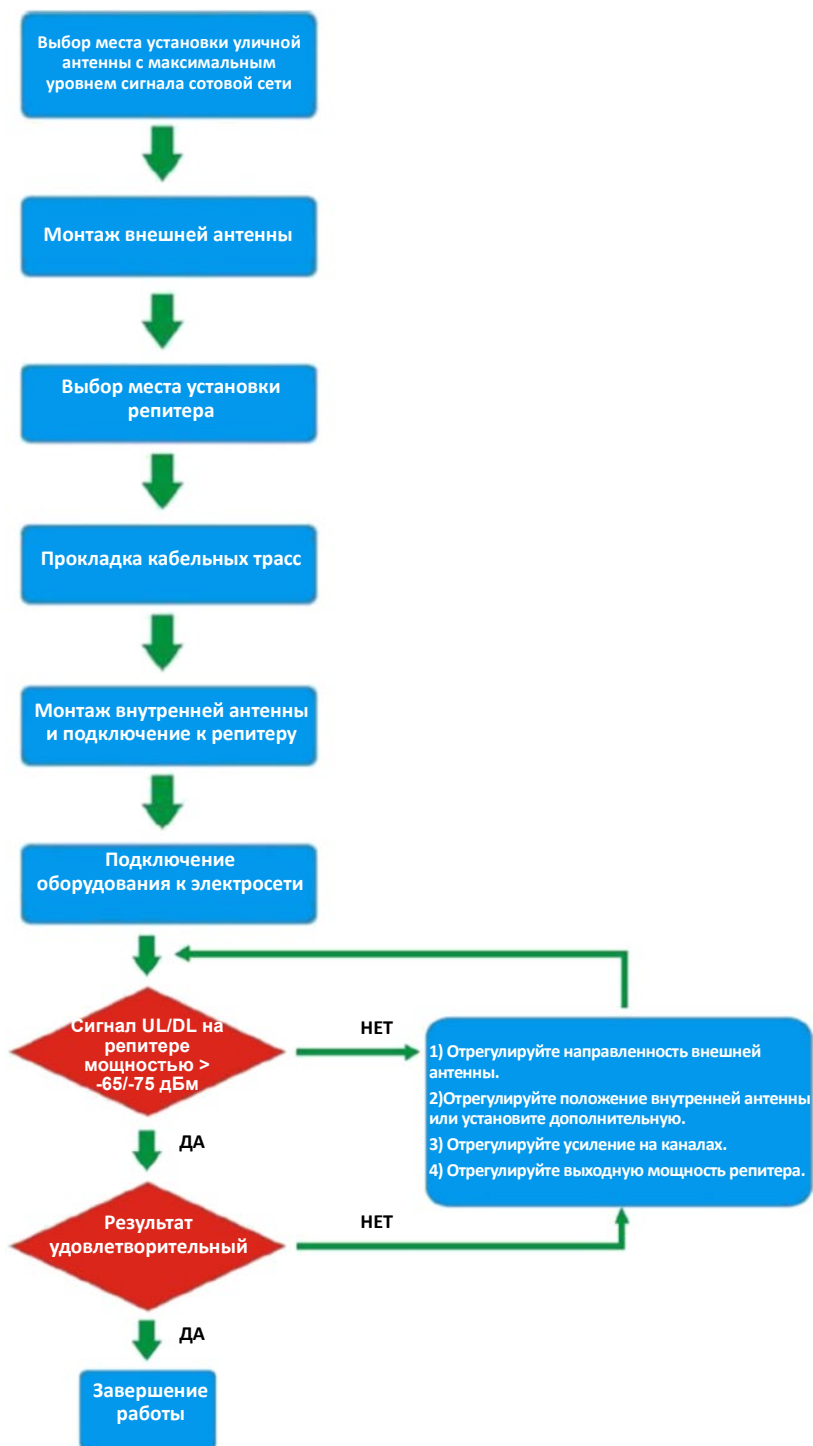 Выбор места установки уличной
антенны с максимальным
уровнем сигнала сотовой сети
Монтаж внешней антенны
Выбор места установки
репитера
Прокладка кабельных трасс
Монтаж внутренней антенны
и подключение к репитеру
Подключение
оборудования к электросети
Сигнал UL/DL на
репитере
мощностью >
-65/-75 дБм
НЕТ
1) Отрегулируйте направленность внешней
антенны.
2)Отрегулируйте положение внутренней антенны
или установите дополнительную.
3) Отрегулируйте усиление на каналах.
4) Отрегулируйте выходную мощность репитера.
ДА
Результат
удовлетворительный
НЕТ
ДА
Завершение
работы